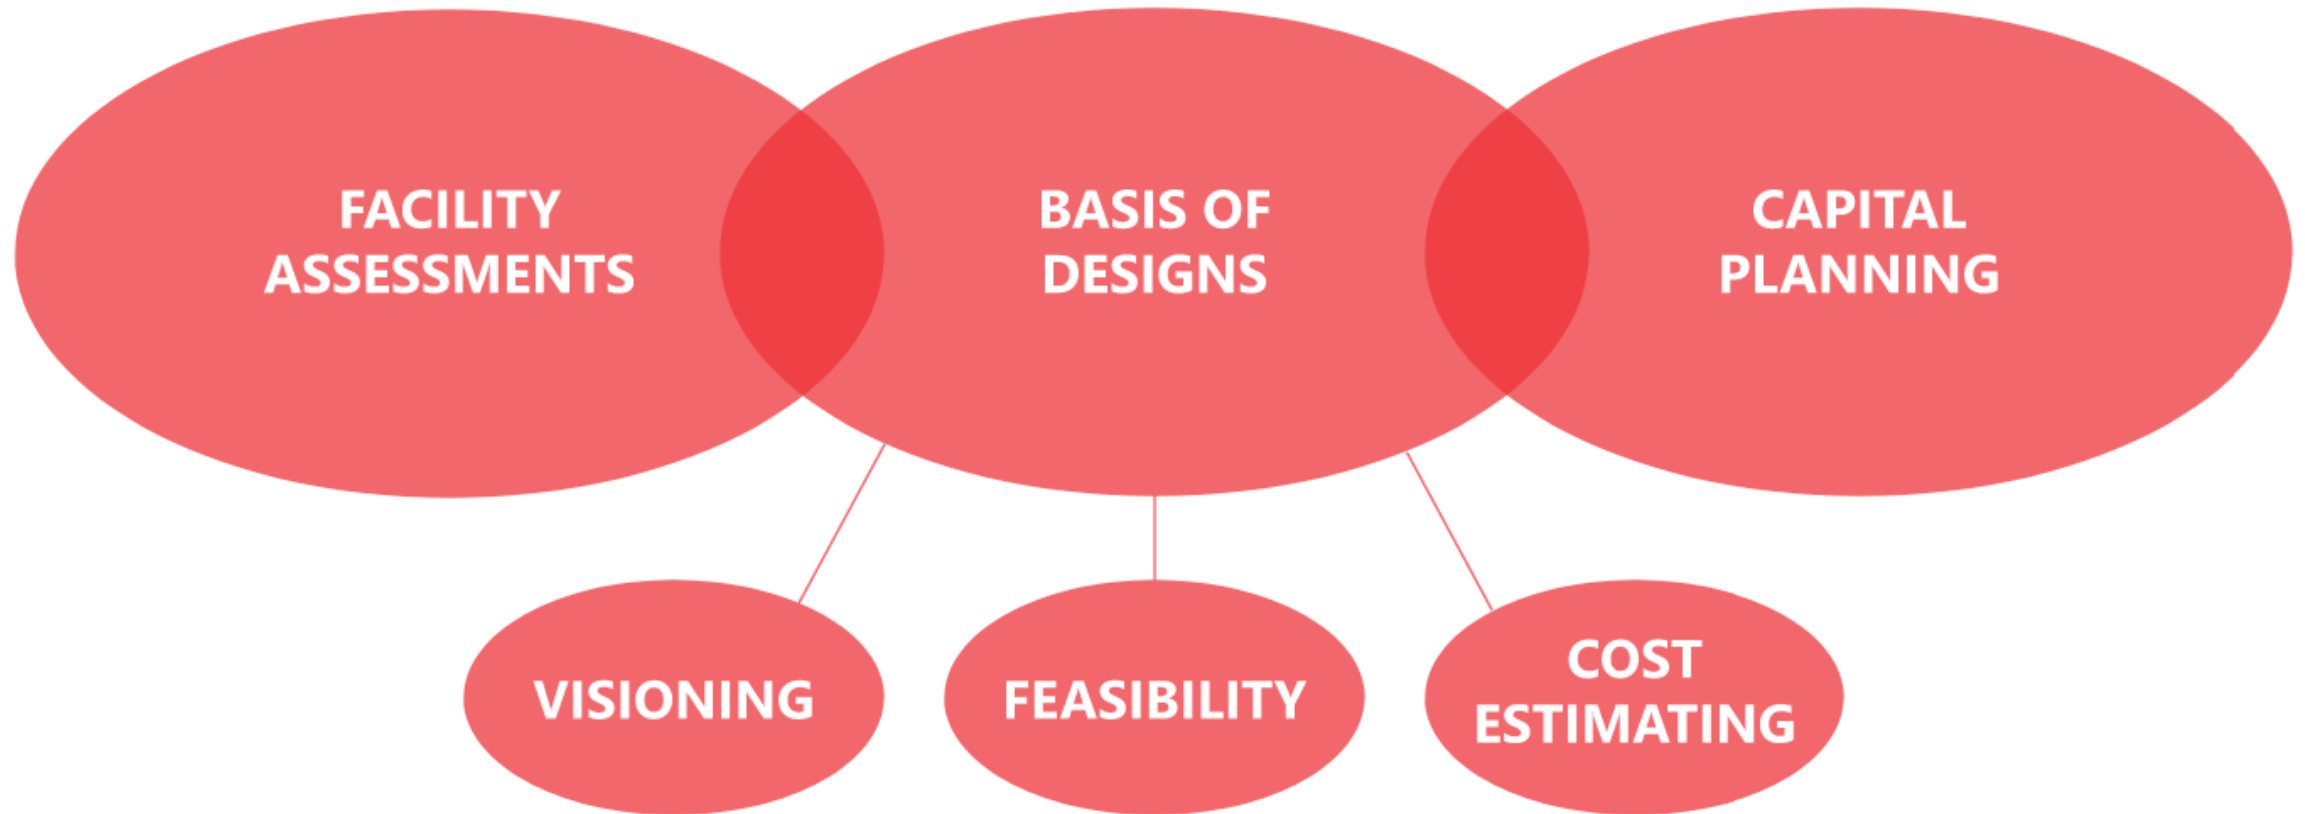 FACILITY
ASSESSMENTS
BASIS OF
DESIGNS
CAPITAL
PLANNING
VISIONING
FEASIBILITY
COST
ESTIMATING